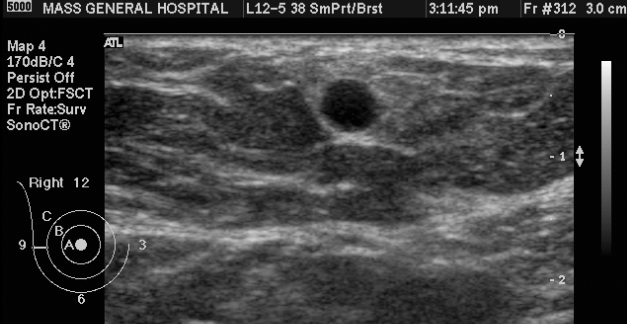 5000 MASS GENERAL HOSPITAL L12-5 38 SmPrt/Brst 3:11:45 pm Fr #312 3.0 cm
ATL
Map 4
170dB/C 4
Persist Off
2D Opt:FSCT
Fr Rate:Surv
SonoCT®
8
1
2
Right 12
C
B
9 A 3
6